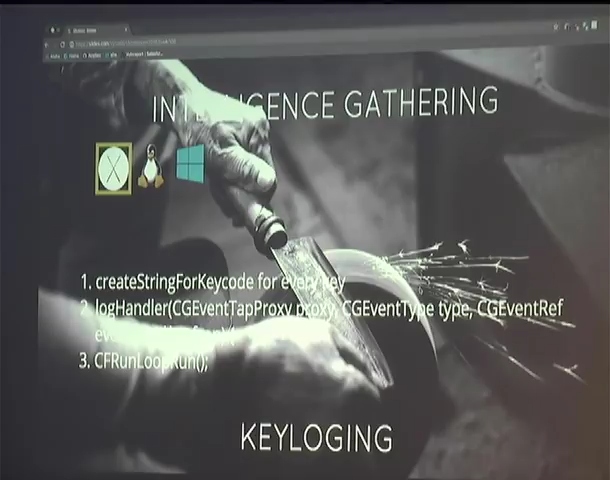 INTELLIGENCE GATHERING
1. createStringForKeycode for every key
2. logHandler(CGEventTapProxy proxy, CGEventType type, CGEventRef
3. CFRunLoopRun();
KEYLOGING